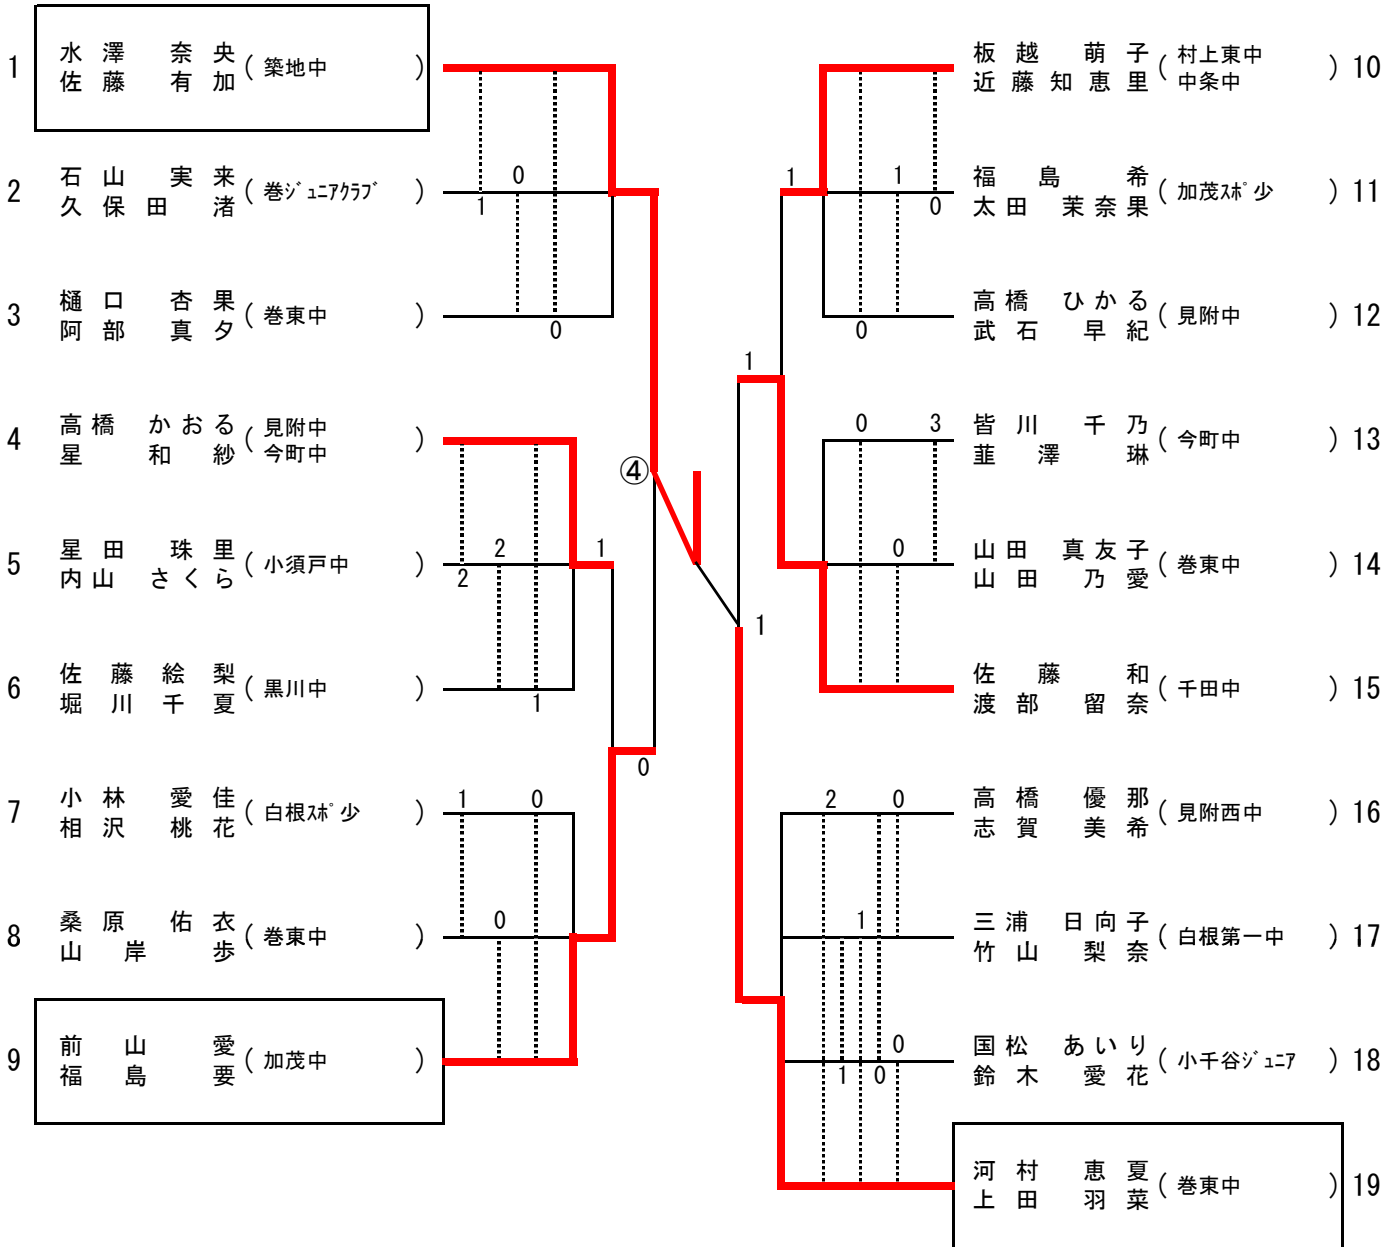 1 水澤 奈央 (築地中)
佐藤 有加
2 石山 実来 (巻ｼﾞｭﾆｱｸﾗﾌﾞ)
久保田 渚
3 樋口 杏果 (巻東中)
阿部 真夕
4 高橋 かおる (見附中
星 和紗 今町中)
5 星田 珠里 (小須戸中)
内山 さくら
6 佐藤絵梨 (黒川中)
堀川千夏
7 小林 愛佳 (白根ｽﾎﾟ少)
相沢 桃花
8 桑原 佑衣 (巻東中)
山岸 歩
9 前山 愛 (加茂中)
福島 要
0
1
0
2
2
1
1
1
0
0
0
④
1
1
1
1
0
0
0
3
0
2
0
1
0
1
0
板越 萌子 (村上東中) 10
近藤知恵里 中条中
福島 希 (加茂ｽﾎﾟ少) 11
太田 茉奈果
高橋 ひかる (見附中) 12
武石 早紀
皆川 千乃 (今町中) 13
韮澤 琳
山田 真友子 (巻東中) 14
山田 乃愛
佐藤 和 (千田中) 15
渡部 留奈
高橋 優那 (見附西中) 16
志賀 美希
三浦 日向子 (白根第一中) 17
竹山 梨奈
国松 あいり (小千谷ｼﾞｭﾆｱ) 18
鈴木 愛花
河村 恵夏 (巻東中) 19
上田 羽菜